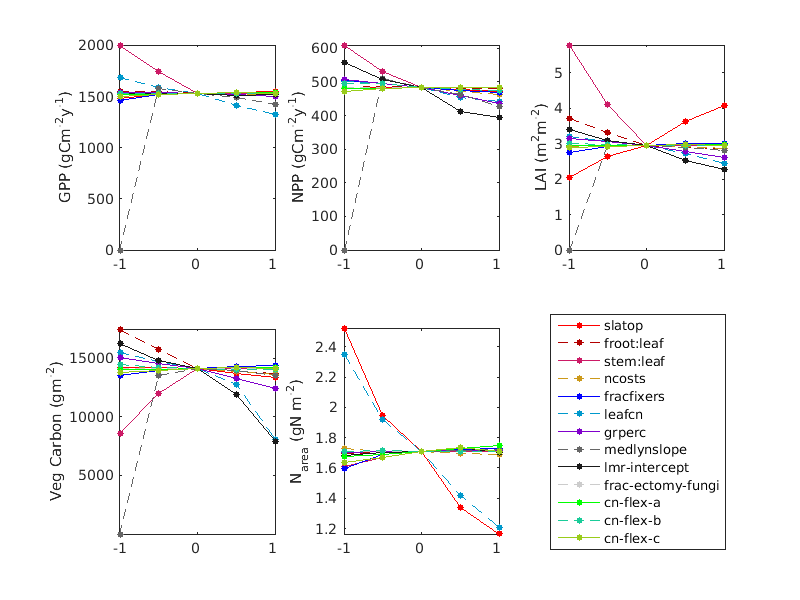 2000
1500
1000
500
0
-1 0 1
GPP (gCm⁻²y⁻¹)
600
500
400
300
200
100
0
-1 0 1
NPP (gCm⁻²y⁻¹)
5
4
3
2
1
0
-1 0 1
LAI (m²m⁻²)
15000
10000
5000
-1 0 1
Veg Carbon (gm⁻²)
2.4
2.2
2
1.8
1.6
1.4
1.2
-1 0 1
N_area (gN m⁻²)
slatop
froot:leaf
stem:leaf
ncosts
fracfixers
leafcn
grperc
medlynslope
lmr-intercept
frac-ectomy-fungi
cn-flex-a
cn-flex-b
cn-flex-c